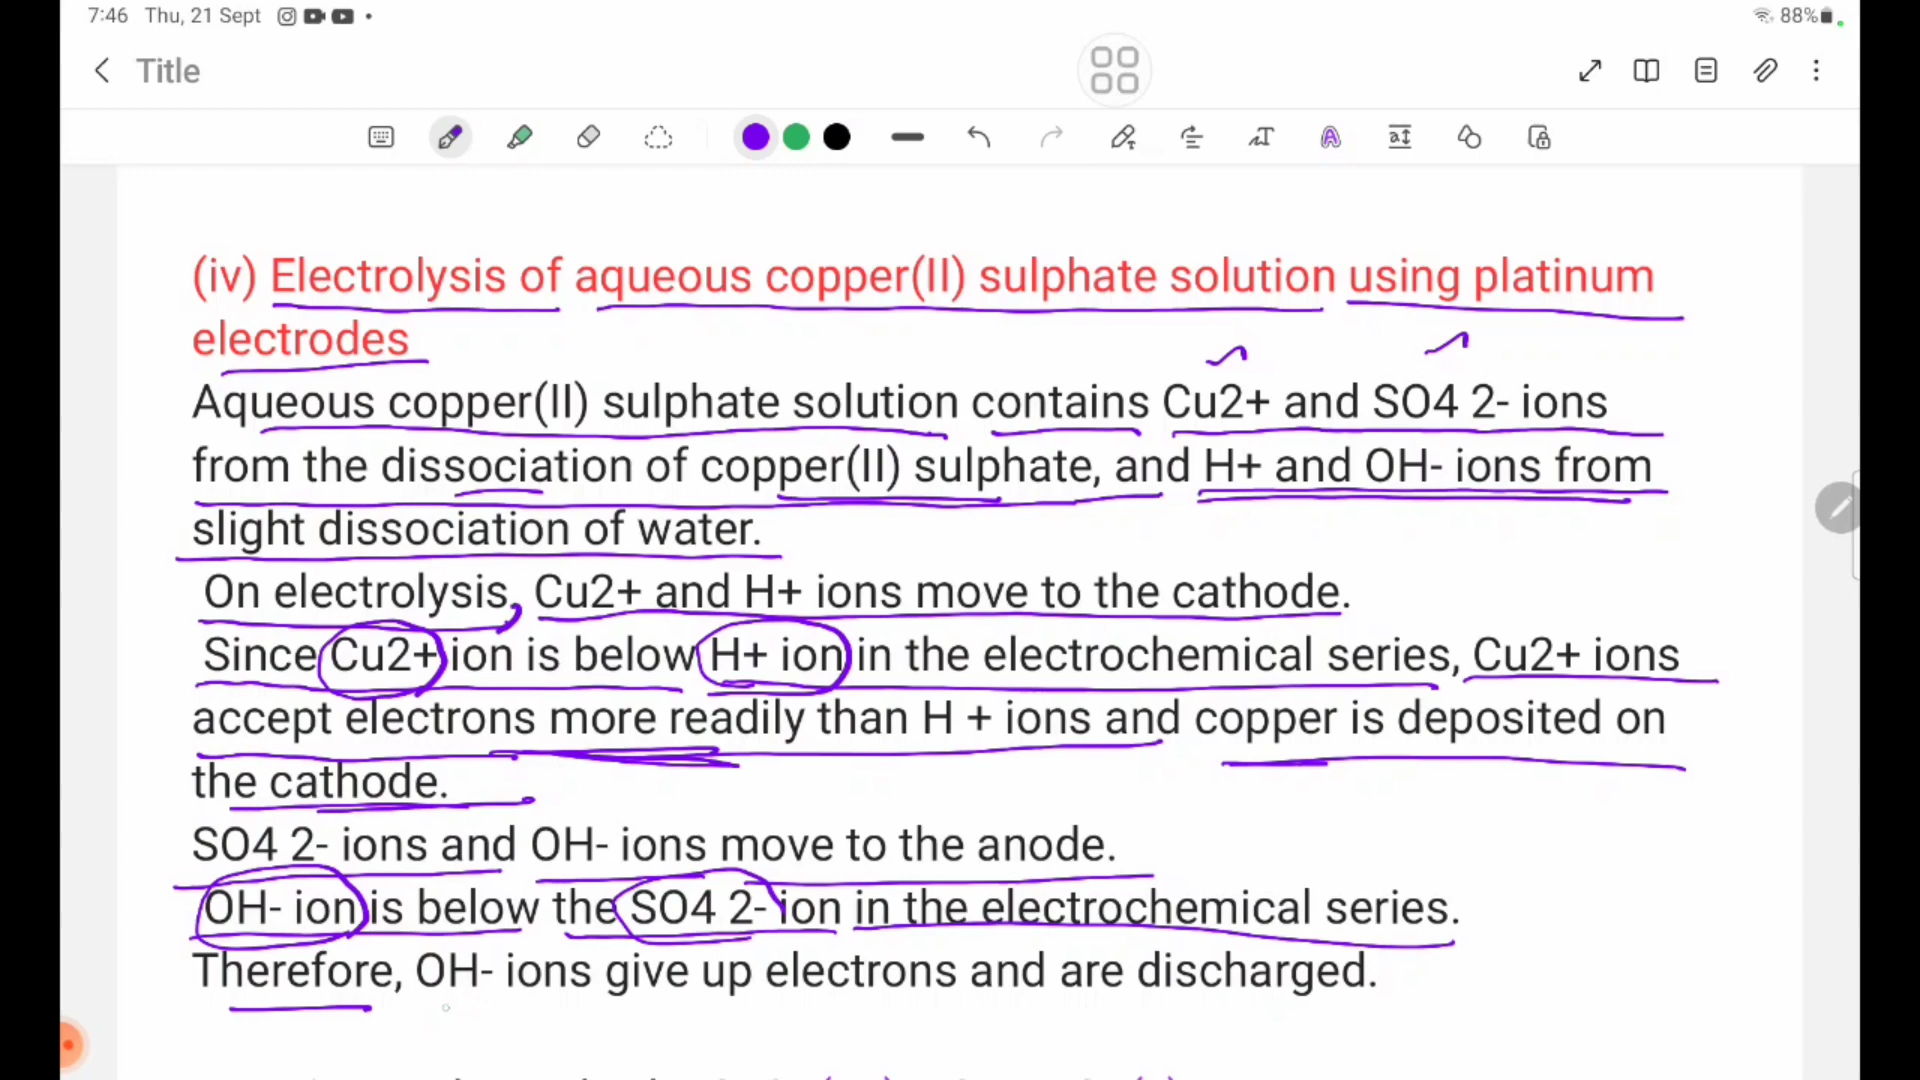 7:46 Thu, 21 Sept
88%
Title
(iv) Electrolysis of aqueous copper(II) sulphate solution using platinum
electrodes
Aqueous copper(II) sulphate solution contains Cu2+ and SO4 2- ions
from the dissociation of copper(II) sulphate, and H+ and OH- ions from
slight dissociation of water.
On electrolysis, Cu2+ and H+ ions move to the cathode.
Since Cu2+ ion is below H+ ion in the electrochemical series, Cu2+ ions
accept electrons more readily than H + ions and copper is deposited on
the cathode.
SO4 2- ions and OH- ions move to the anode.
OH- ion is below the SO4 2- ion in the electrochemical series.
Therefore, OH- ions give up electrons and are discharged.